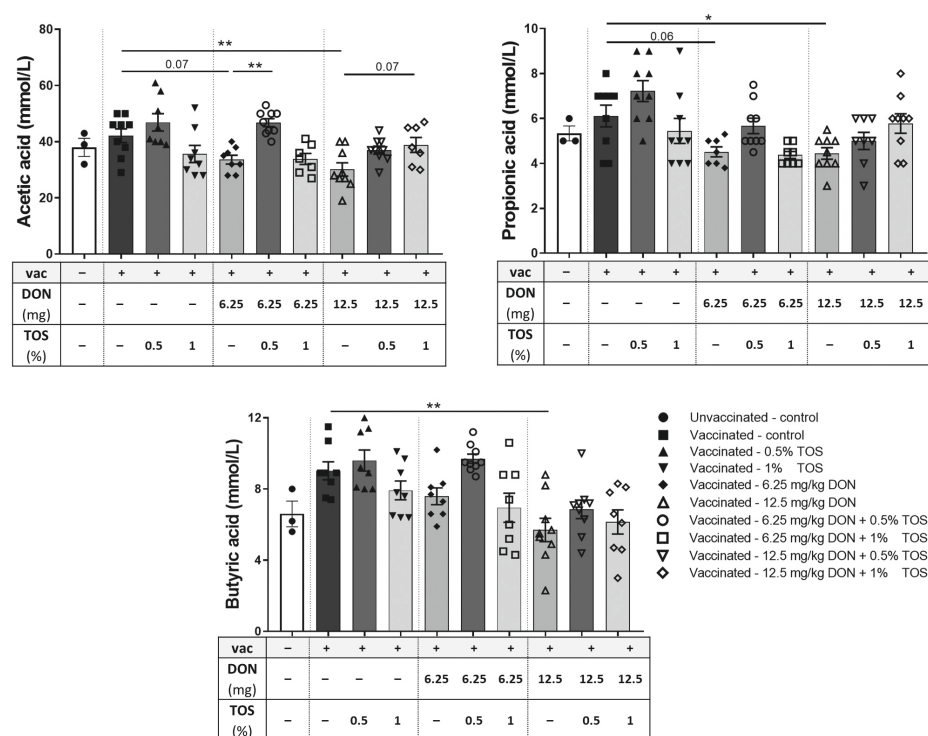 Acetic acid (mmol/L)
80
60
40
20
0
**
0.07
**
0.07
vac – + + + + + + + + +
DON (mg) – – – – 6.25 6.25 6.25 12.5 12.5 12.5
TOS (%) – – 0.5 1 – 0.5 1 – 0.5 1
Propionic acid (mmol/L)
10
8
6
4
2
0
*
0.06
vac – + + + + + + + + +
DON (mg) – – – – 6.25 6.25 6.25 12.5 12.5 12.5
TOS (%) – – 0.5 1 – 0.5 1 – 0.5 1
Butyric acid (mmol/L)
12
8
4
0
**
vac – + + + + + + + + +
DON (mg) – – – – 6.25 6.25 6.25 12.5 12.5 12.5
TOS (%) – – 0.5 1 – 0.5 1 – 0.5 1
Unvaccinated - control
Vaccinated - control
Vaccinated - 0.5% TOS
Vaccinated - 1% TOS
Vaccinated - 6.25 mg/kg DON
Vaccinated - 12.5 mg/kg DON
Vaccinated - 6.25 mg/kg DON + 0.5% TOS
Vaccinated - 6.25 mg/kg DON + 1% TOS
Vaccinated - 12.5 mg/kg DON + 0.5% TOS
Vaccinated - 12.5 mg/kg DON + 1% TOS